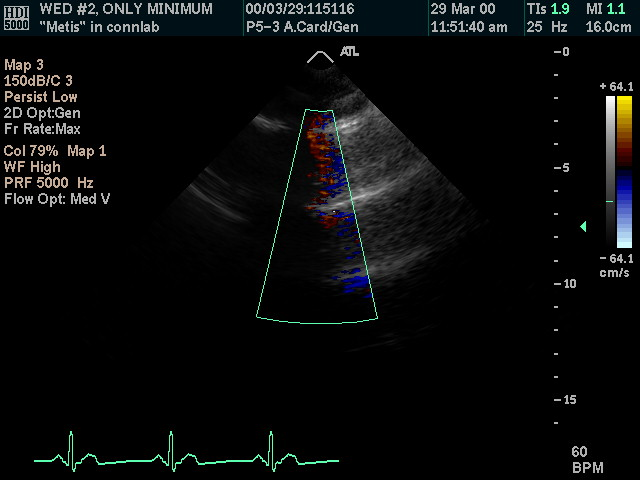 HDI
5000
WED #2, ONLY MINIMUM
"Metis" in connlab
00/03/29:115116
P5-3 A.Card/Gen
29 Mar 00
11:51:40 am
TIs 1.9
25 Hz
MI 1.1
16.0cm
ATL
Map 3
150dB/C 3
Persist Low
2D Opt:Gen
Fr Rate:Max
Col 79% Map 1
WF High
PRF 5000 Hz
Flow Opt: Med V
0
5
10
15
+ 64.1
- 64.1
cm/s
60
BPM